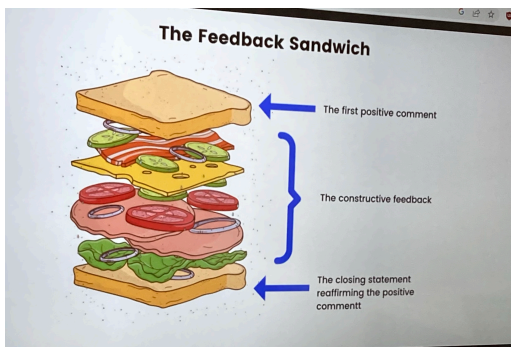 The Feedback Sandwich
The first positive comment
The constructive feedback
The closing statement
reaffirming the positive
commentt